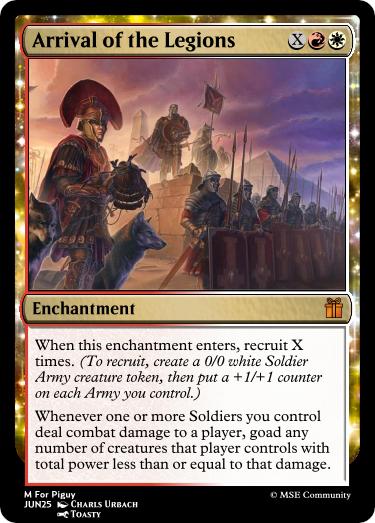 Arrival of the Legions X
Enchantment
When this enchantment enters, recruit X
times. (To recruit, create a 0/0 white Soldier
Army creature token, then put a +1/+1 counter
on each Army you control.)
Whenever one or more Soldiers you control
deal combat damage to a player, goad any
number of creatures that player controls with
total power less than or equal to that damage.
M For Piguy
JUN25 Charls Urbach
Toasty
© MSE Community